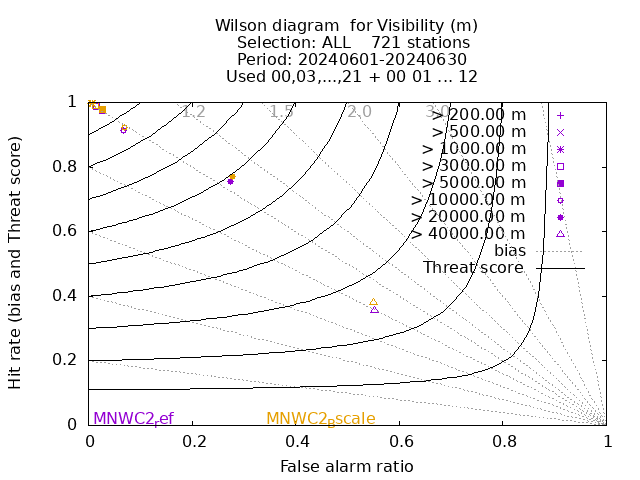 Wilson diagram  for Visibility (m)
Selection: ALL    721 stations
Period: 20240601-20240630
Used 00,03,...,21 + 00 01 ... 12
Hit rate (bias and Threat score)
1
0.8
0.6
0.4
0.2
0
1.2
1.5
2.0
3.0
> 200.00 m
> 500.00 m
> 1000.00 m
> 3000.00 m
> 5000.00 m
> 10000.00 m
> 20000.00 m
> 40000.00 m
bias
Threat score
MNWC2ref
MNWC2Bscale
0
0.2
0.4
0.6
0.8
1
False alarm ratio